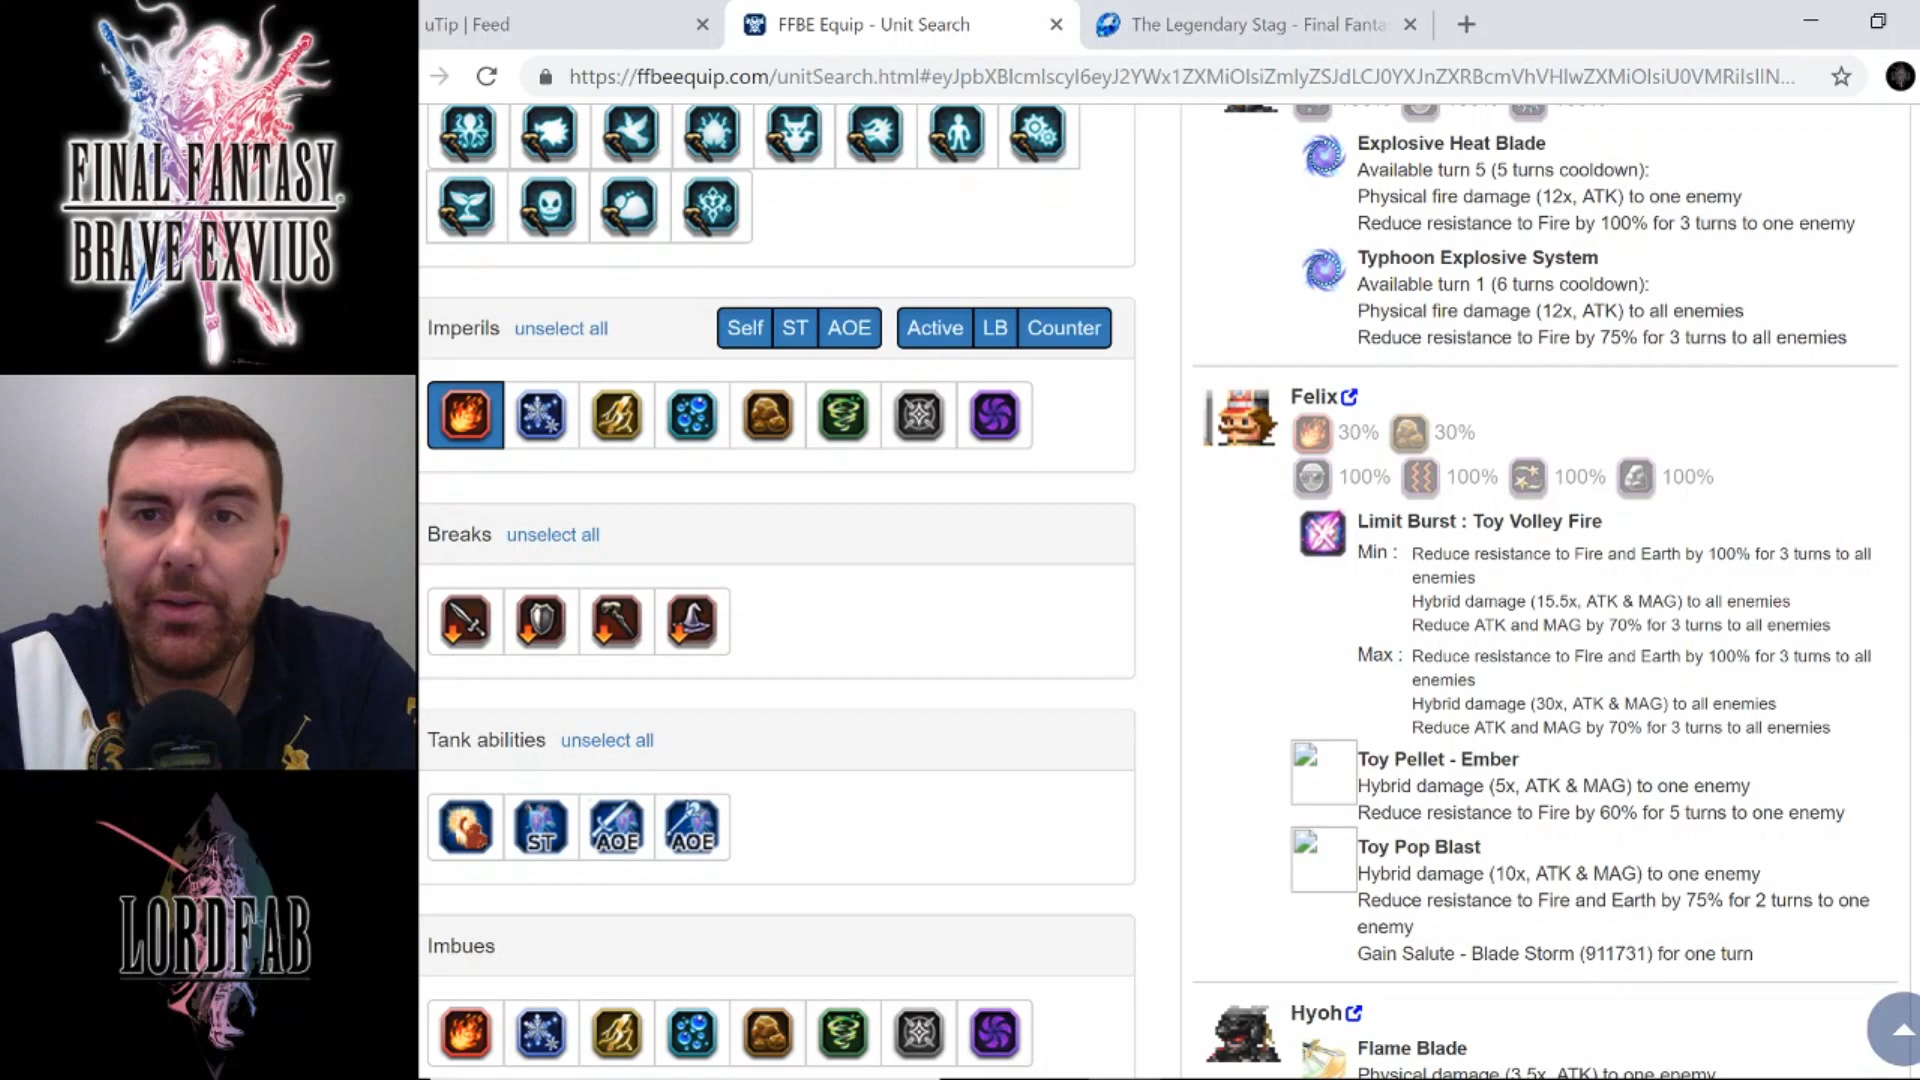 FINAL FANTASY
BRAVE EXVIUS
LORDFAB
uTip | Feed
FFBE Equip - Unit Search
The Legendary Stag - Final Fanta
https://ffbeequip.com/unitSearch.html#eyJpbXBlcmlscyI6eyJ2YWx1ZXMiOlsiZmlyZSJdLCJ0YXJnZXRBcmVhVHlwZXMiOlsiU0VMRiIsIlN...
Imperils unselect all
Self ST AOE
Active LB Counter
Breaks unselect all
Tank abilities unselect all
ST AOE AOE
Imbues
Explosive Heat Blade
Available turn 5 (5 turns cooldown):
Physical fire damage (12x, ATK) to one enemy
Reduce resistance to Fire by 100% for 3 turns to one enemy
Typhoon Explosive System
Available turn 1 (6 turns cooldown):
Physical fire damage (12x, ATK) to all enemies
Reduce resistance to Fire by 75% for 3 turns to all enemies
Felix
30% 30%
100% 100% 100% 100%
Limit Burst : Toy Volley Fire
Min : Reduce resistance to Fire and Earth by 100% for 3 turns to all
enemies
Hybrid damage (15.5x, ATK & MAG) to all enemies
Reduce ATK and MAG by 70% for 3 turns to all enemies
Max : Reduce resistance to Fire and Earth by 100% for 3 turns to all
enemies
Hybrid damage (30x, ATK & MAG) to all enemies
Reduce ATK and MAG by 70% for 3 turns to all enemies
Toy Pellet - Ember
Hybrid damage (5x, ATK & MAG) to one enemy
Reduce resistance to Fire by 60% for 5 turns to one enemy
Toy Pop Blast
Hybrid damage (10x, ATK & MAG) to one enemy
Reduce resistance to Fire and Earth by 75% for 2 turns to one
enemy
Gain Salute - Blade Storm (911731) for one turn
Hyoh
Flame Blade
Physical damage (3.5x, ATK) to one enemy